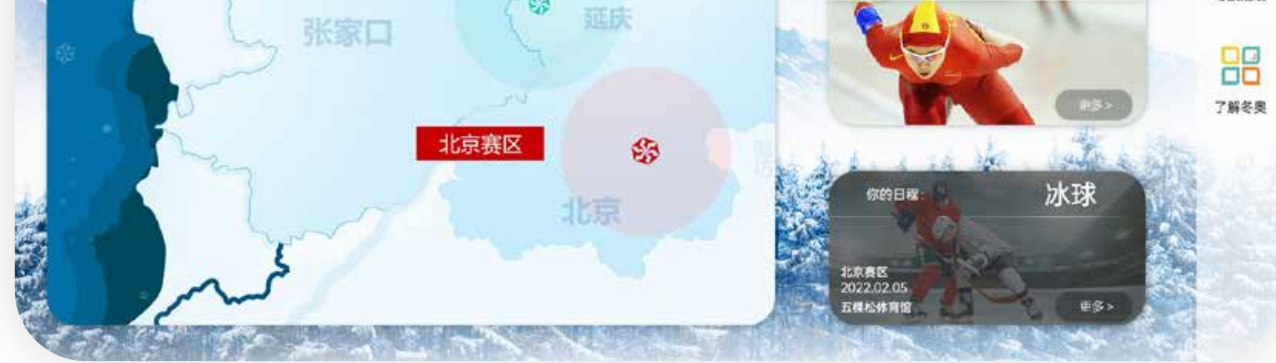 张家口
延庆
北京赛区
北京
更多 >
了解冬奥
你的日程:
冰球
北京赛区
2022.02.05
五棵松体育馆
更多 >